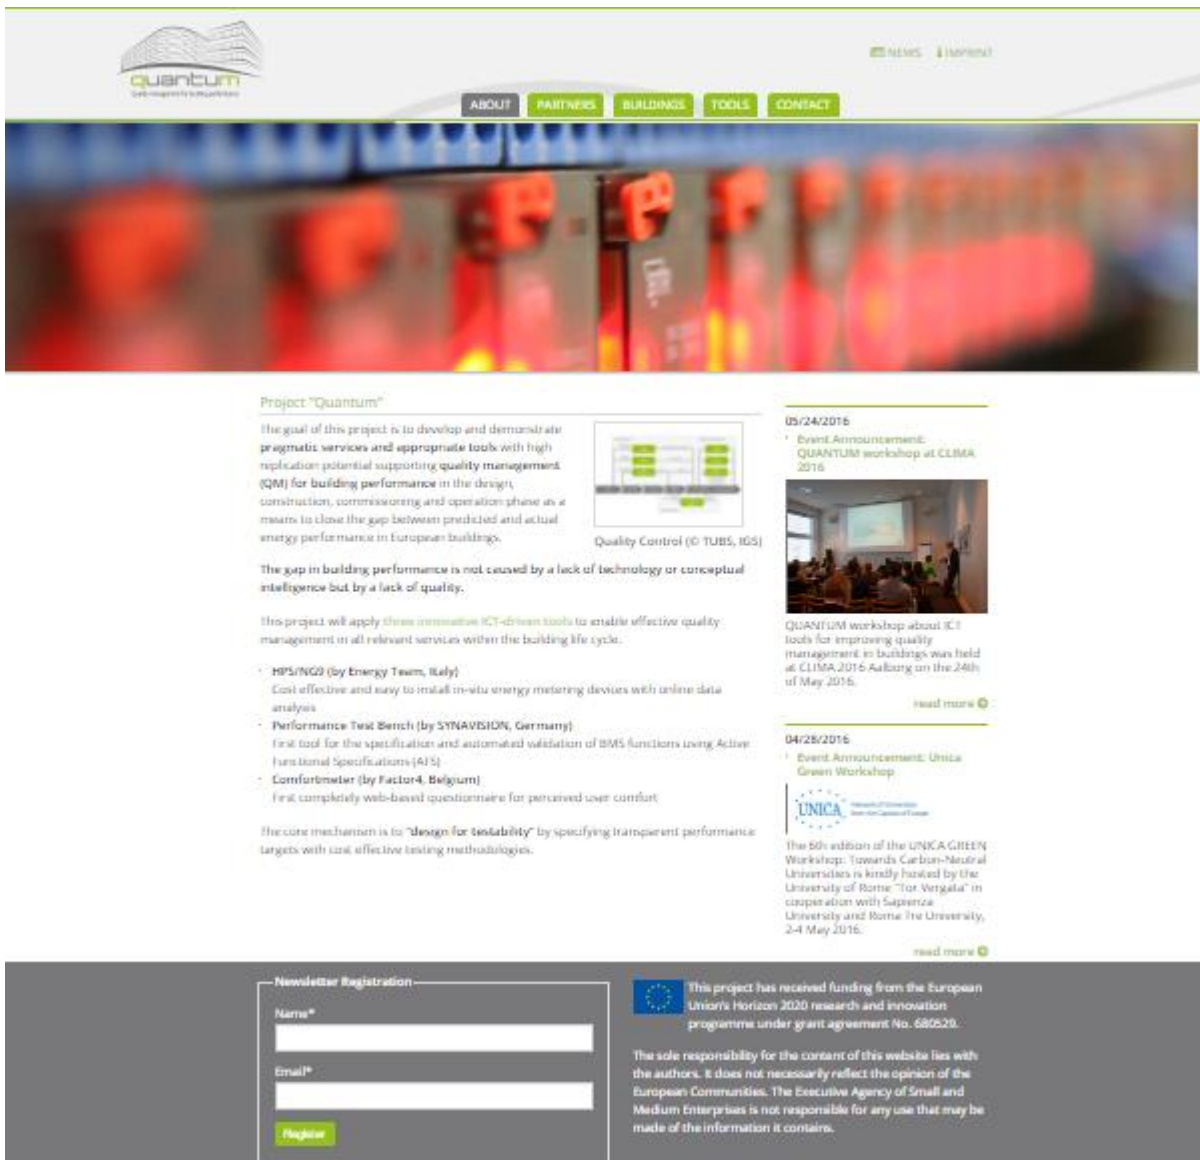 quantum
Quality management for building performance
NEWS IMPRINT
ABOUT PARTNERS BUILDINGS TOOLS CONTACT
Project "Quantum"
The goal of this project is to develop and demonstrate
pragmatic services and appropriate tools with high
replication potential supporting quality management
(QM) for building performance in the design,
construction, commissioning and operation phase as a
means to close the gap between predicted and actual
energy performance in European buildings.
Quality Control (© TUBS, IGS)
The gap in building performance is not caused by a lack of technology or conceptual
intelligence but by a lack of quality.
This project will apply three innovative ICT-driven tools to enable effective quality
management in all relevant services within the building life cycle.
HPS/NG9 (by Energy Team, Italy)
Cost effective and easy to install in-situ energy metering devices with online data
analysis
Performance Test Bench (by SYNAVISION, Germany)
First tool for the specification and automated validation of BMS functions using Active
Functional Specifications (AFS)
Comfortmeter (by Factor4, Belgium)
First completely web-based questionnaire for perceived user comfort
The core mechanism is to "design for testability" by specifying transparent performance
targets with cost effective testing methodologies.
05/24/2016
Event Announcement:
QUANTUM workshop at CLIMA
2016
QUANTUM workshop about ICT
tools for improving quality
management in buildings was held
at CLIMA 2016 Aalborg on the 24th
of May 2016.
read more
04/28/2016
Event Announcement: Unica
Green Workshop
UNICA
The 6th edition of the UNICA GREEN
Workshop: Towards Carbon-Neutral
Universities is kindly hosted by the
University of Rome "Tor Vergata" in
cooperation with Sapienza
University and Roma Tre University,
2-4 May 2016.
read more
Newsletter Registration
Name*
Email*
Register
This project has received funding from the European
Union's Horizon 2020 research and innovation
programme under grant agreement No. 680529.
The sole responsibility for the content of this website lies with
the authors. It does not necessarily reflect the opinion of the
European Communities. The Executive Agency of Small and
Medium Enterprises is not responsible for any use that may be
made of the information it contains.